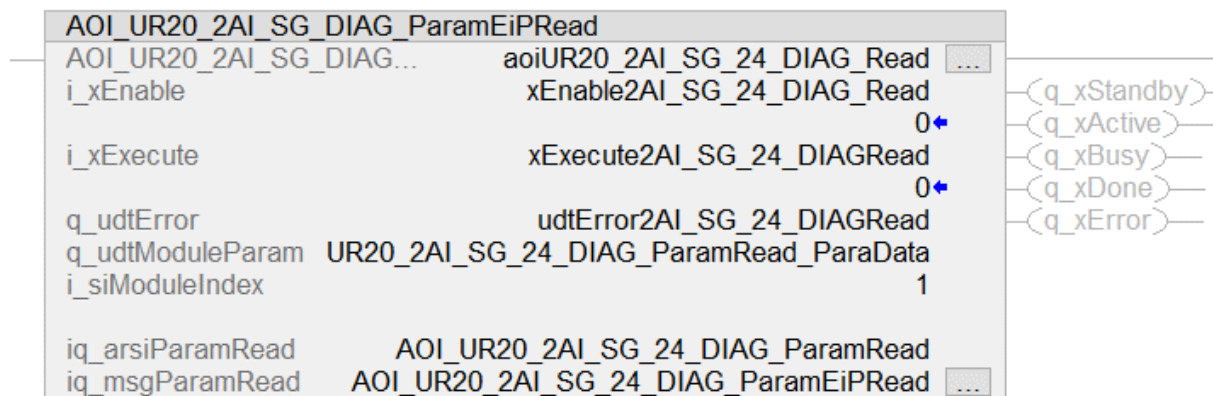 AOI_UR20_2AI_SG_DIAG_ParamEiPRead
AOI_UR20_2AI_SG_DIAG... aoiUR20_2AI_SG_24_DIAG_Read ...
i_xEnable xEnable2AI_SG_24_DIAG_Read (q_xStandby)
0 (q_xActive)
i_xExecute xExecute2AI_SG_24_DIAGRead (q_xBusy)
0 (q_xDone)
q_udtError udtError2AI_SG_24_DIAGRead (q_xError)
q_udtModuleParam UR20_2AI_SG_24_DIAG_ParamRead_ParaData
i_siModuleIndex 1
iq_arsiParamRead AOI_UR20_2AI_SG_24_DIAG_ParamRead
iq_msgParamRead AOI_UR20_2AI_SG_24_DIAG_ParamEiPRead ...